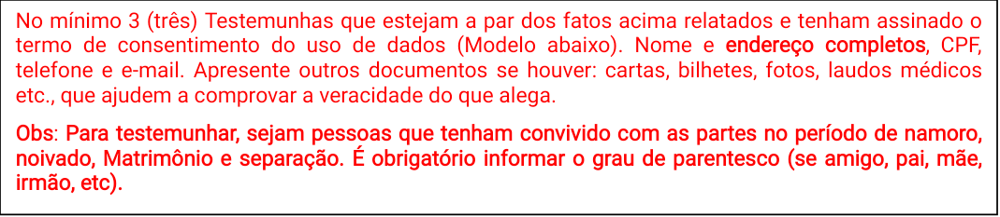 No mínimo 3 (três) Testemunhas que estejam a par dos fatos acima relatados e tenham assinado o
termo de consentimento do uso de dados (Modelo abaixo). Nome e endereço completos, CPF,
telefone e e-mail. Apresente outros documentos se houver: cartas, bilhetes, fotos, laudos médicos
etc., que ajudem a comprovar a veracidade do que alega.
Obs: Para testemunhar, sejam pessoas que tenham convivido com as partes no período de namoro,
noivado, Matrimônio e separação. É obrigatório informar o grau de parentesco (se amigo, pai, mãe,
irmão, etc).